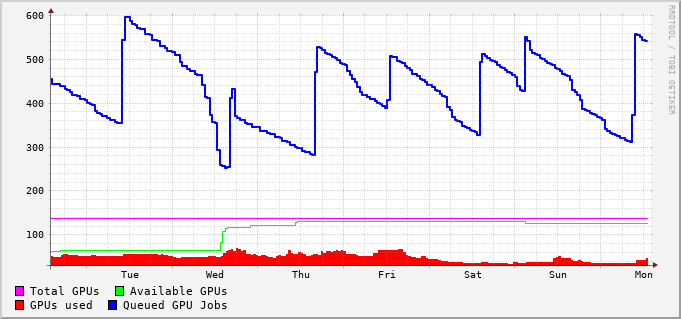 600
500
400
300
200
100
Tue Wed Thu Fri Sat Sun Mon
Total GPUs Available GPUs
GPUs used Queued GPU Jobs
RRDTOOL / TOBI OETIKER